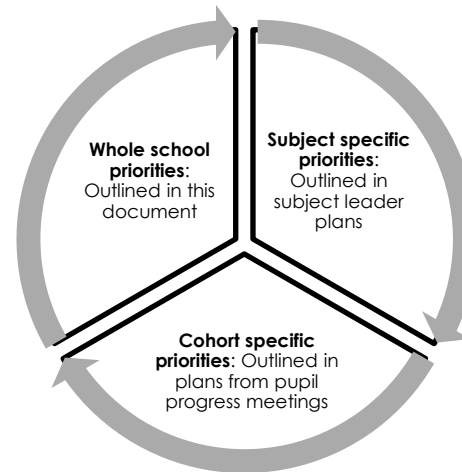 Whole school
priorities:
Outlined in this
document
Subject specific
priorities:
Outlined in
subject leader
plans
Cohort specific
priorities: Outlined in
plans from pupil
progress meetings